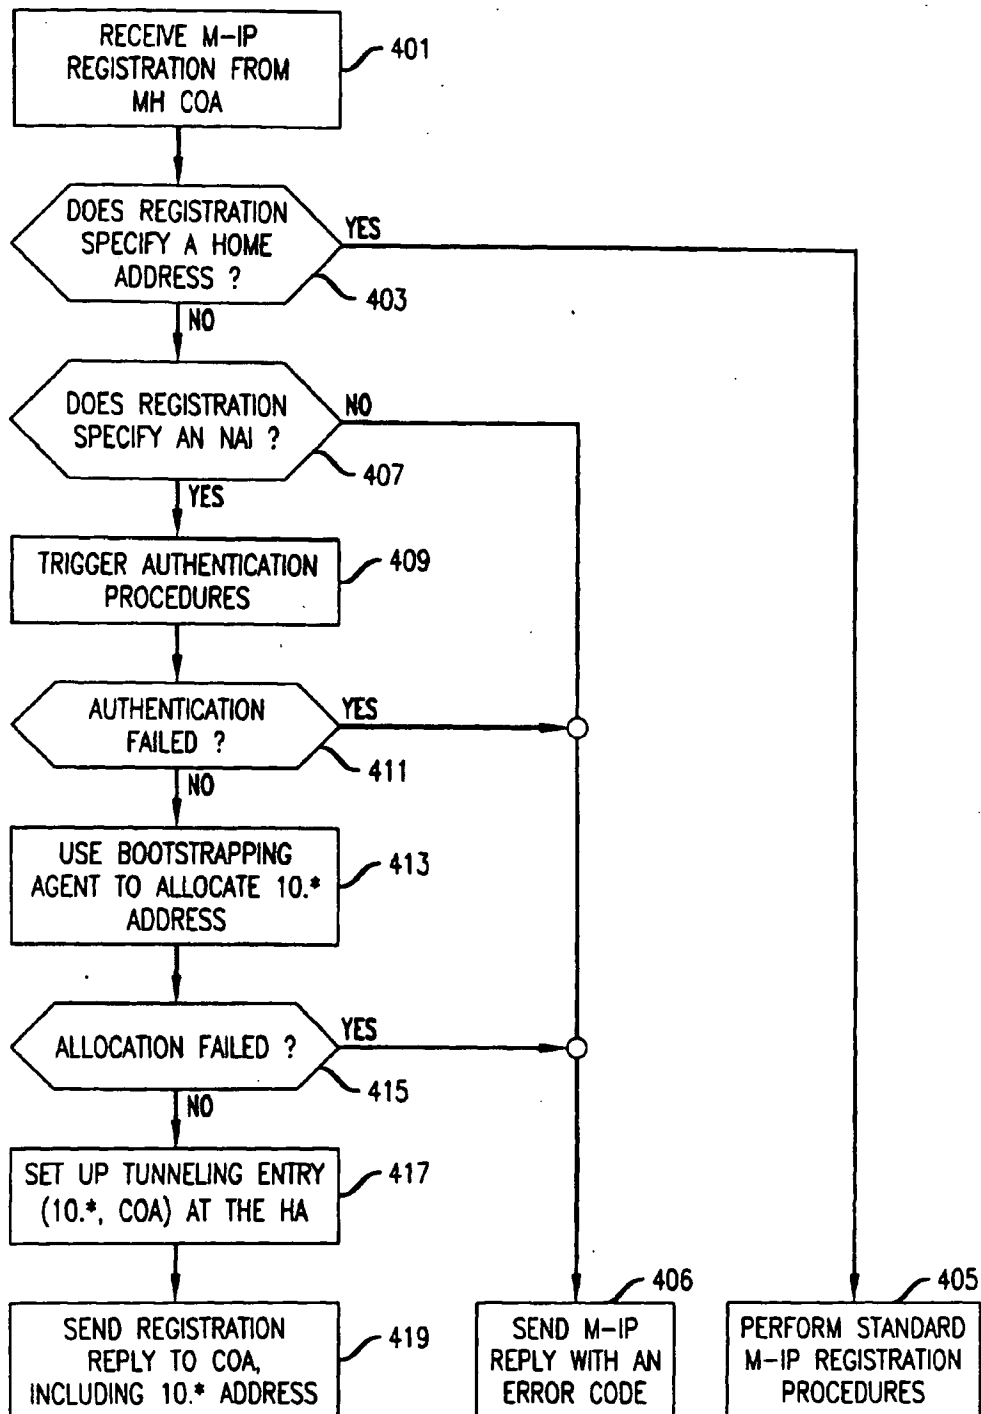 RECEIVE M-IP
REGISTRATION FROM
MH COA
401
DOES REGISTRATION
SPECIFY A HOME
ADDRESS ?
YES
403
NO
DOES REGISTRATION
SPECIFY AN NAI ?
NO
407
YES
TRIGGER AUTHENTICATION
PROCEDURES
409
AUTHENTICATION
FAILED ?
YES
411
NO
USE BOOTSTRAPPING
AGENT TO ALLOCATE 10.*
ADDRESS
413
ALLOCATION FAILED ?
YES
415
NO
SET UP TUNNELING ENTRY
(10.*, COA) AT THE HA
417
SEND REGISTRATION
REPLY TO COA,
INCLUDING 10.* ADDRESS
419
406
SEND M-IP
REPLY WITH AN
ERROR CODE
405
PERFORM STANDARD
M-IP REGISTRATION
PROCEDURES